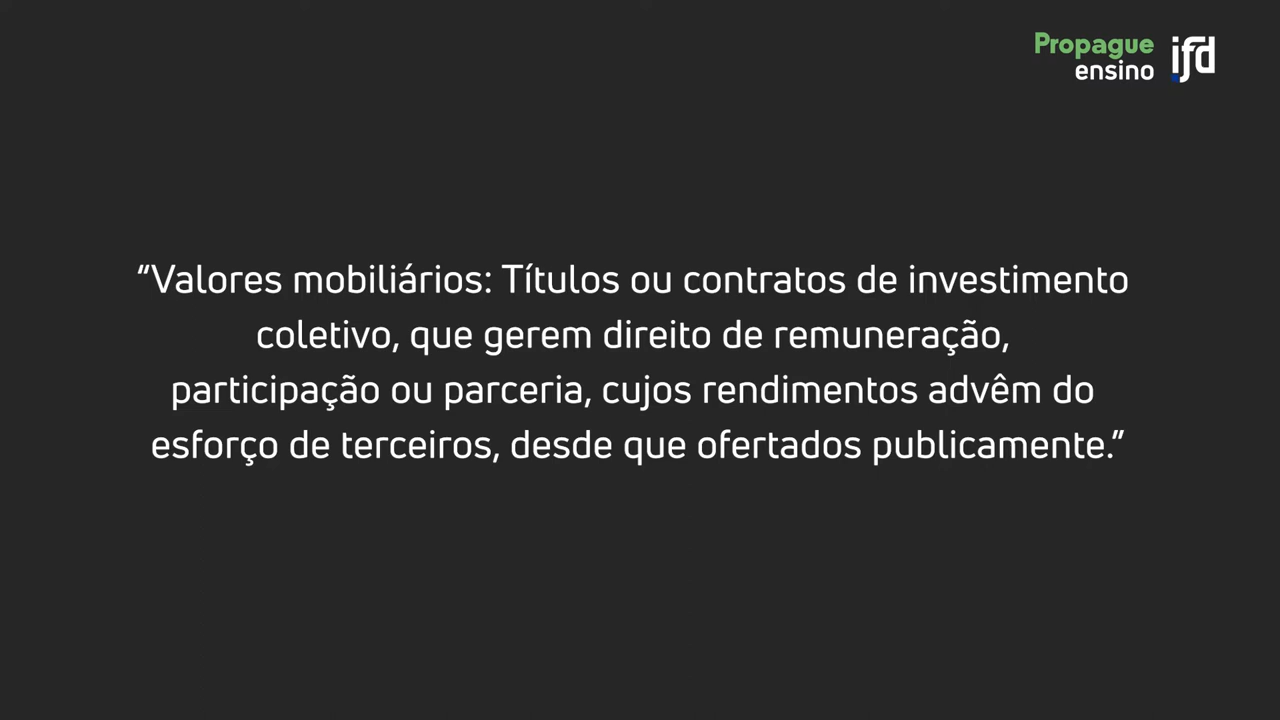 Propague
ensino
ifd
“Valores mobiliários: Títulos ou contratos de investimento
coletivo, que gerem direito de remuneração,
participação ou parceria, cujos rendimentos advêm do
esforço de terceiros, desde que ofertados publicamente.”